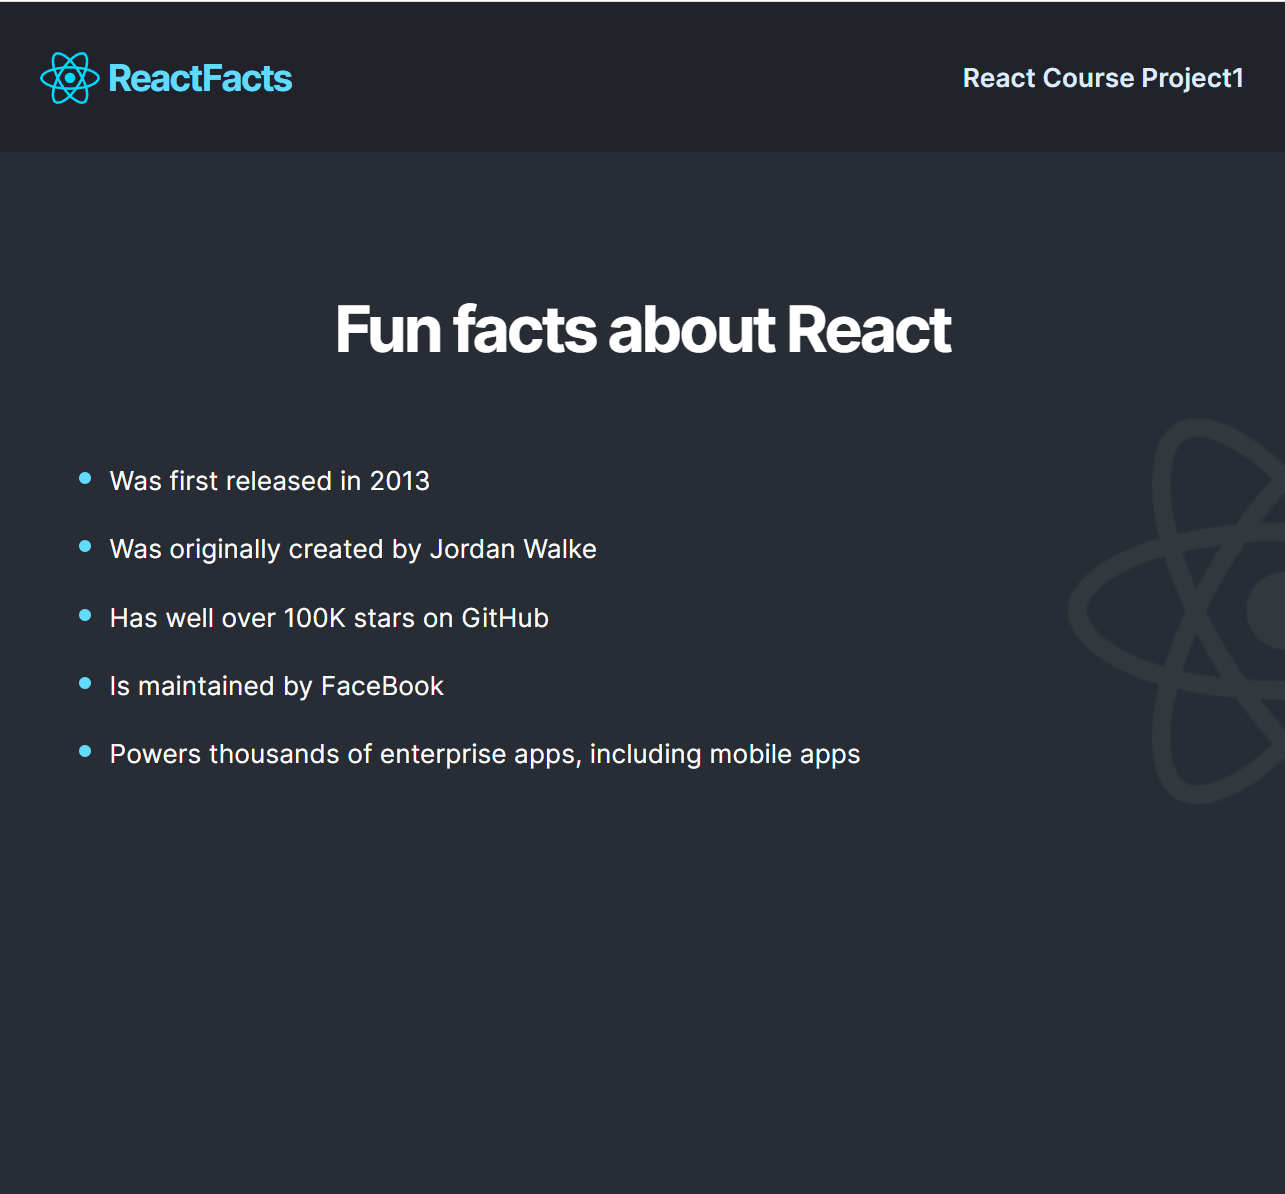 ReactFacts
React Course Project1
Fun facts about React
Was first released in 2013
Was originally created by Jordan Walke
Has well over 100K stars on GitHub
Is maintained by FaceBook
Powers thousands of enterprise apps, including mobile apps